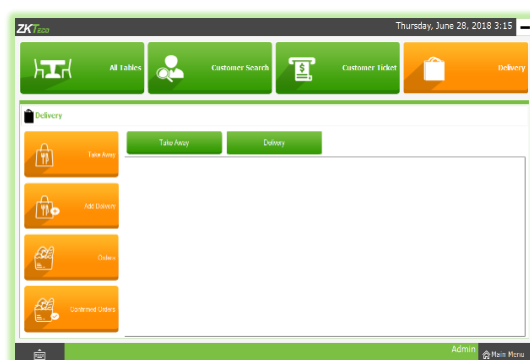 ZKTeco
Thursday, June 28, 2018 3:15
All Tables
Customer Search
Customer Ticket
Delivery
Delivery
Take Away
Delivery
Take Away
Add Delivery
Orders
Confirmed Orders
Admin
Main Menu